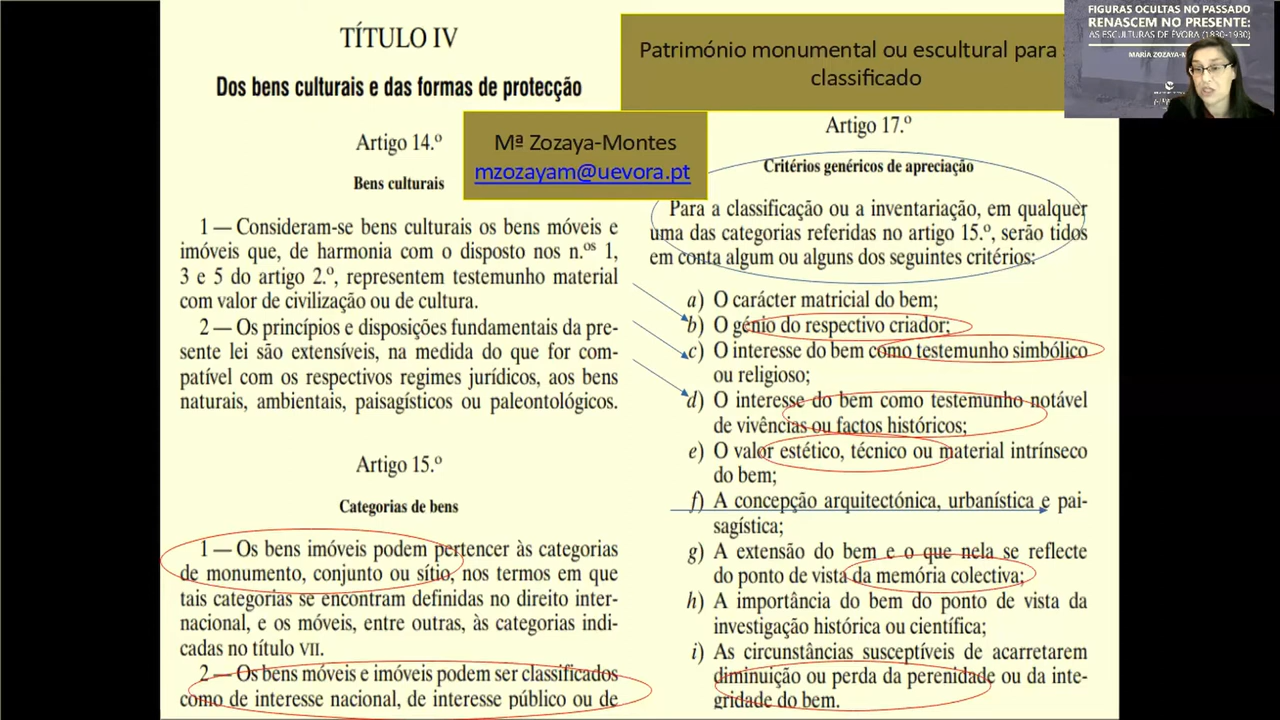 TÍTULO IV
Dos bens culturais e das formas de protecção
Artigo 14.º
Bens culturais
1 — Consideram-se bens culturais os bens móveis e
imóveis que, de harmonia com o disposto nos n.ºˢ 1,
3 e 5 do artigo 2.º, representem testemunho material
com valor de civilização ou de cultura.
2 — Os princípios e disposições fundamentais da pre-
sente lei são extensíveis, na medida do que for com-
patível com os respectivos regimes jurídicos, aos bens
naturais, ambientais, paisagísticos ou paleontológicos.
Artigo 15.º
Categorias de bens
1 — Os bens imóveis podem pertencer às categorias
de monumento, conjunto ou sítio, nos termos em que
tais categorias se encontram definidas no direito inter-
nacional, e os móveis, entre outras, às categorias indi-
cadas no título VII.
2 — Os bens móveis e imóveis podem ser classificados
como de interesse nacional, de interesse público ou de
Mª Zozaya-Montes
mzozayam@uevora.pt
Património monumental ou escultural para
classificado
Artigo 17.º
Critérios genéricos de apreciação
Para a classificação ou a inventariação, em qualquer
uma das categorias referidas no artigo 15.º, serão tidos
em conta algum ou alguns dos seguintes critérios:
a) O carácter matricial do bem;
b) O génio do respectivo criador;
c) O interesse do bem como testemunho simbólico
ou religioso;
d) O interesse do bem como testemunho notável
de vivências ou factos históricos;
e) O valor estético, técnico ou material intrínseco
do bem;
f) A concepção arquitectónica, urbanística e pai-
sagística;
g) A extensão do bem e o que nela se reflecte
do ponto de vista da memória colectiva;
h) A importância do bem do ponto de vista da
investigação histórica ou científica;
i) As circunstâncias susceptíveis de acarretarem
diminuição ou perda da perenidade ou da inte-
gridade do bem.
FIGURAS OCULTAS NO PASSADO
RENASCEM NO PRESENTE:
AS ESCULTURAS DE ÉVORA (1830-1930)
MARÍA ZOZAYA-M